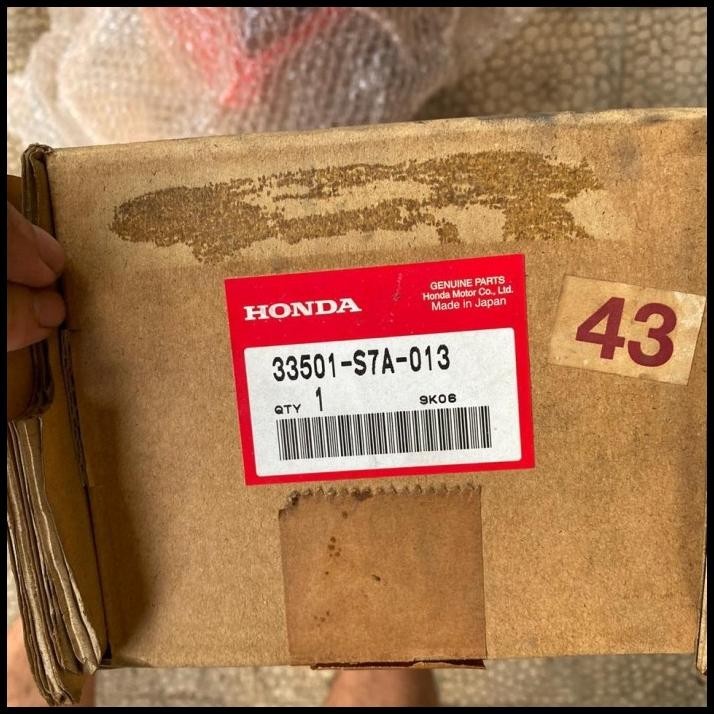 HONDA
GENUINE PARTS
Honda Motor Co., Ltd.
Made in Japan
33501-S7A-013
QTY 1
9K06
43